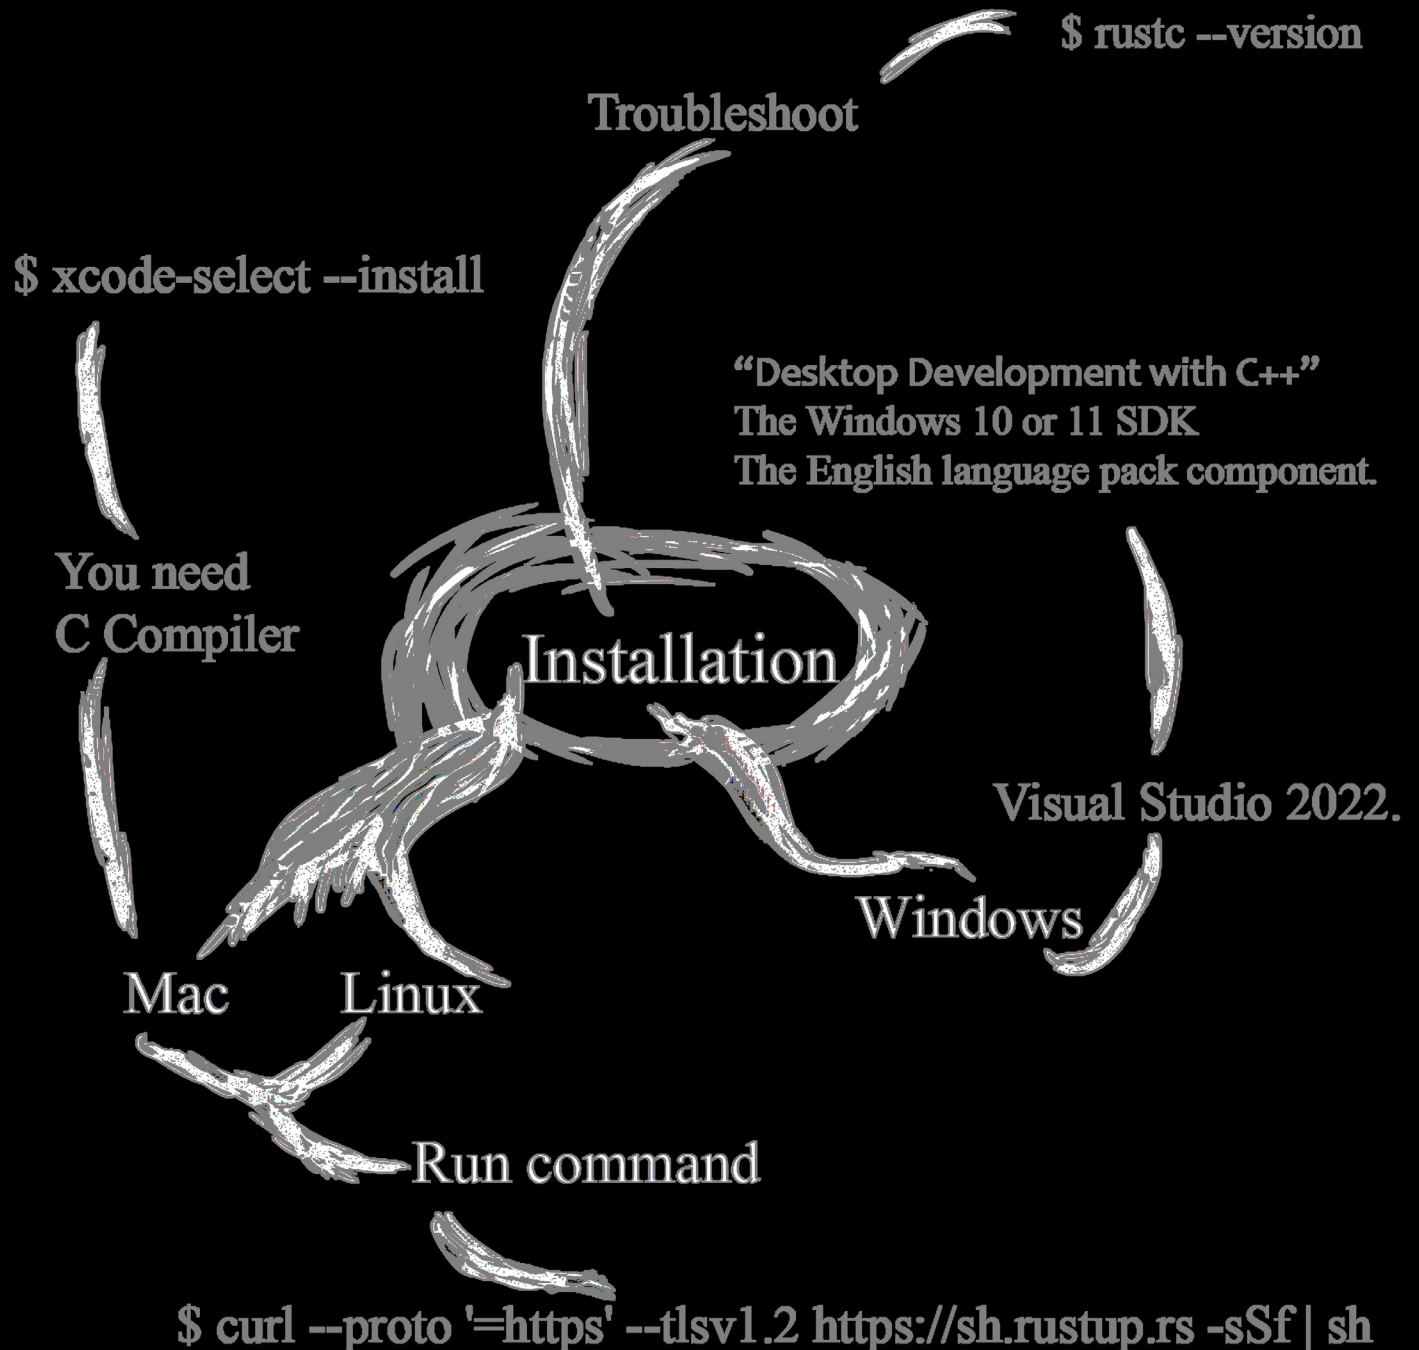 $ rustc --version
Troubleshoot
$ xcode-select --install
“Desktop Development with C++”
The Windows 10 or 11 SDK
The English language pack component.
You need
C Compiler
Installation
Visual Studio 2022.
Windows
Mac
Linux
Run command
$ curl --proto '=https' --tlsv1.2 https://sh.rustup.rs -sSf | sh